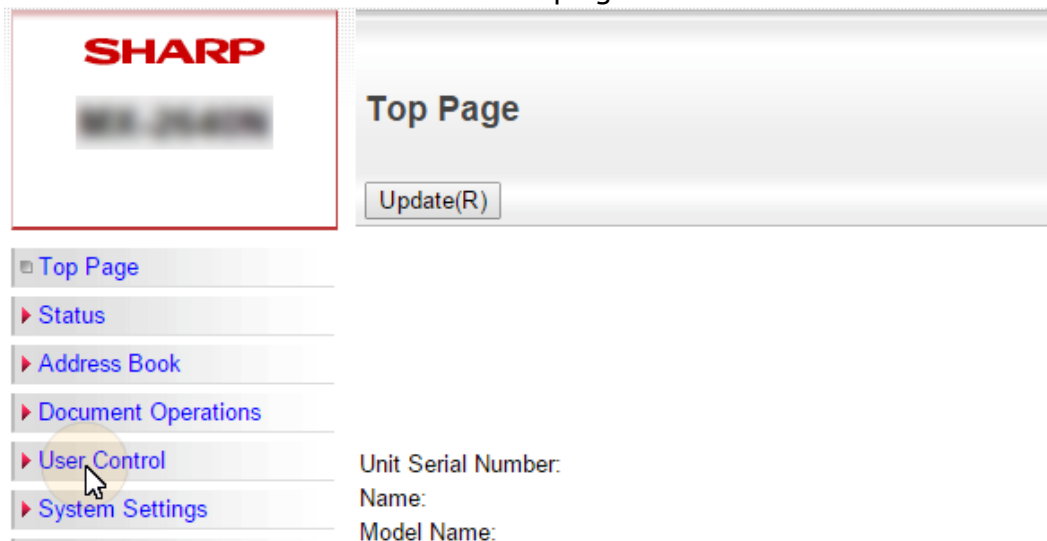 SHARP
Top Page
Update(R)
Top Page
Status
Address Book
Document Operations
User Control
System Settings
Unit Serial Number:
Name:
Model Name: